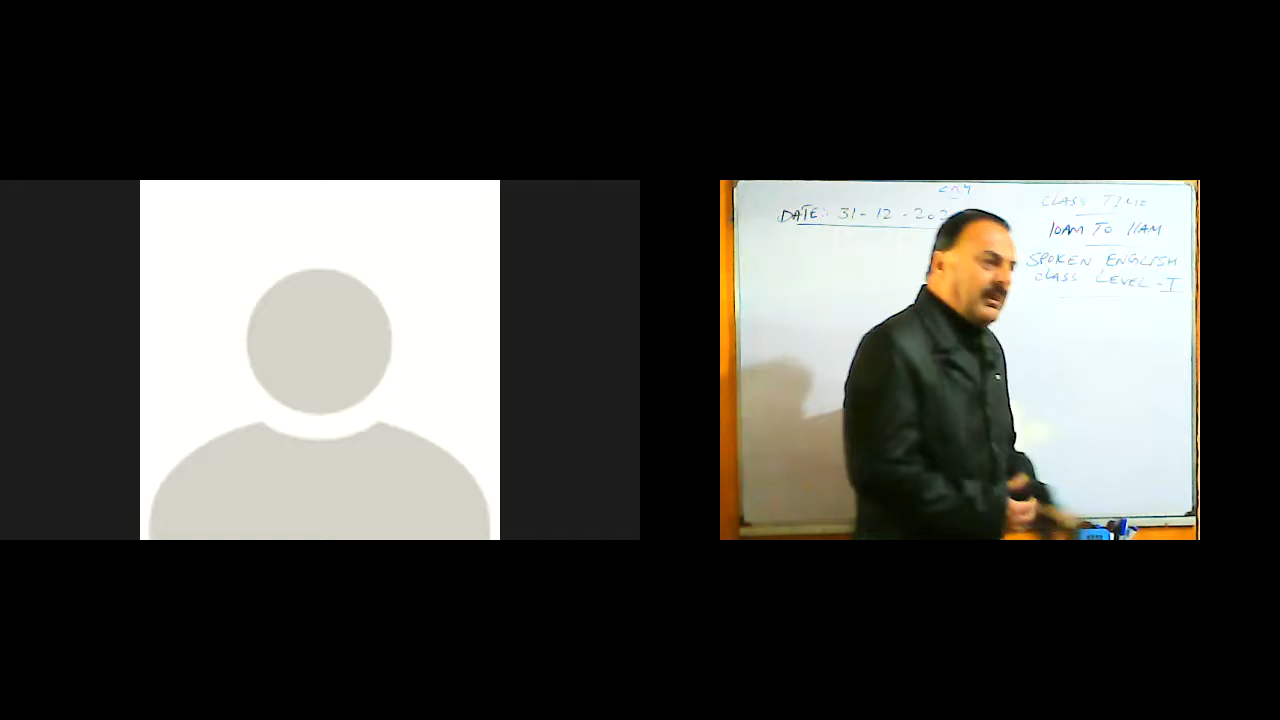 DATE: 31-12-202
CLASS TIME
10AM TO 11AM
SPOKEN ENGLISH
CLASS LEVEL-I